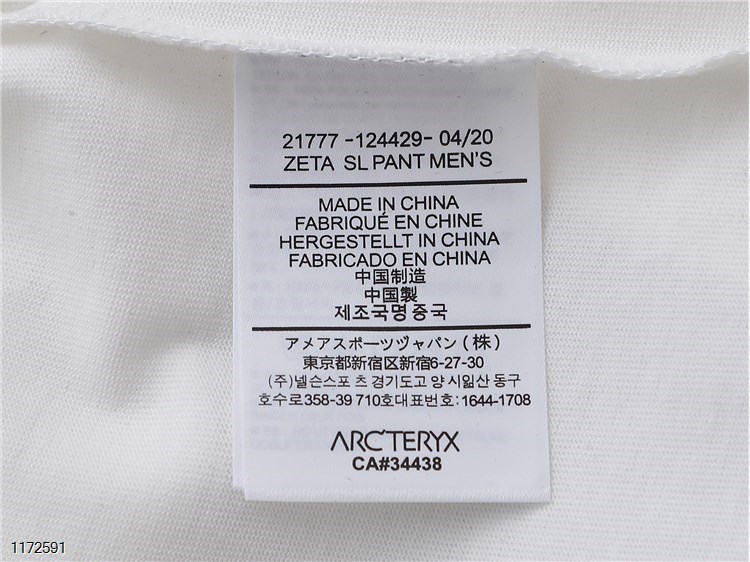 21777 -124429- 04/20
ZETA SL PANT MEN'S
MADE IN CHINA
FABRIQUÉ EN CHINE
HERGESTELLT IN CHINA
FABRICADO EN CHINA
中国制造
中国製
제조국명 중국
アメアスポーツヅャパン(株)
東京都新宿区新宿6-27-30
(주)넬슨스포 츠 경기도고 양 시일산 동구
호수로358-39 710호대표번호: 1644-1708
ARC'TERYX
CA#34438
1172591